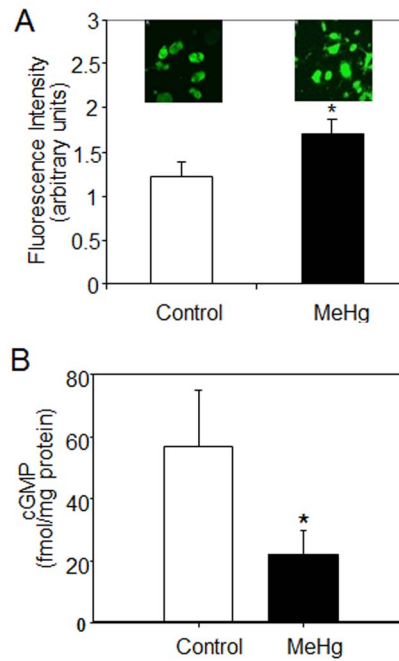 A
Fluorescence Intensity
(arbitrary units)
3
2.5
2
1.5
1
0.5
0
*
Control
MeHg
B
cGMP
(fmol/mg protein)
80
60
40
20
0
*
Control
MeHg